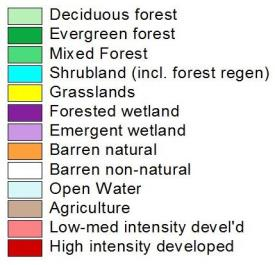 Deciduous forest
Evergreen forest
Mixed Forest
Shrubland (incl. forest regen)
Grasslands
Forested wetland
Emergent wetland
Barren natural
Barren non-natural
Open Water
Agriculture
Low-med intensity devel'd
High intensity developed